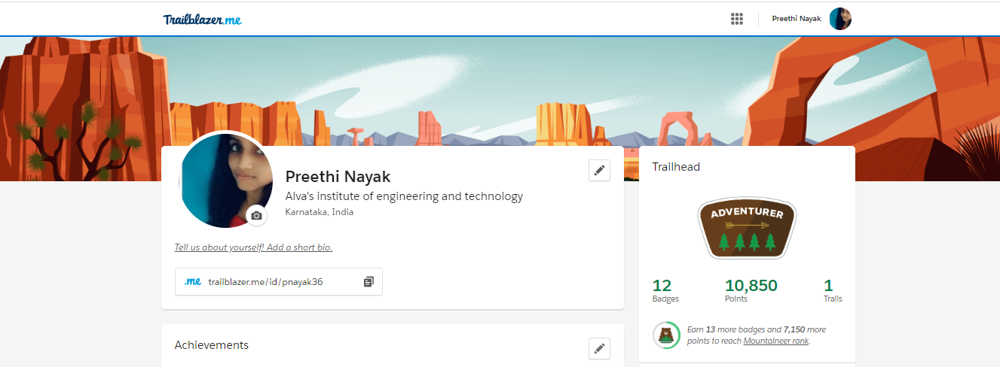 Trailblazer.me
Preethi Nayak
Preethi Nayak
Alva's institute of engineering and technology
Karnataka, India
Tell us about yourself! Add a short bio.
.me trailblazer.me/id/pnayak36
Achievements
Trailhead
ADVENTURER
12 10,850 1
Badges Points Trails
Earn 13 more badges and 7,150 more
points to reach Mountaineer rank.